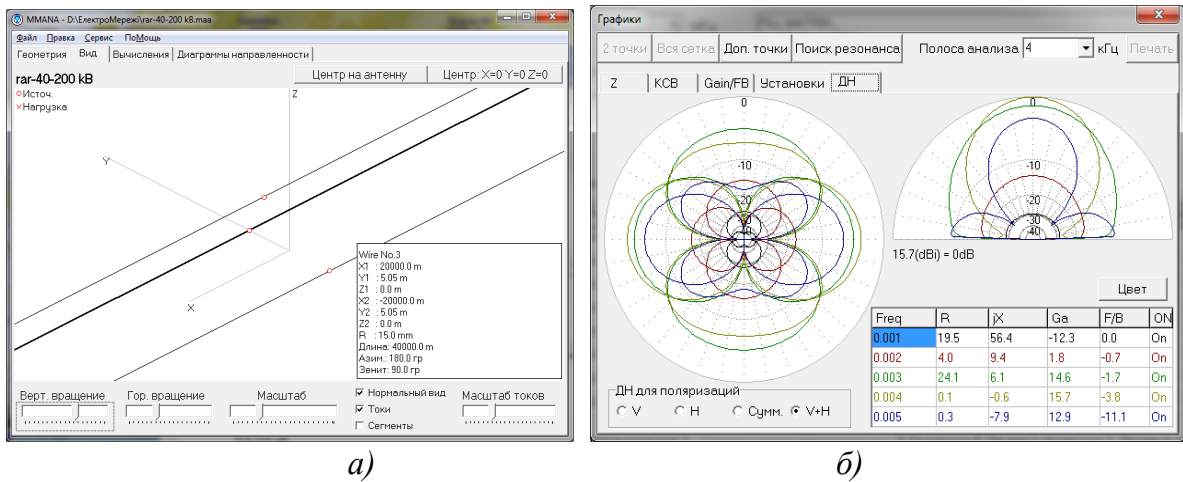 MMANA - D:\ЕлектроМережі\rar-40-200 kB.maa
Файл Правка Сервис ПоМощь
Геометрия Вид Вычисления Диаграммы направленности
rar-40-200 kB
Центр на антенну Центр: X=0 Y=0 Z=0
Источ.
Нагрузка
Z
Y
X
Wire No.3
X1 : 20000.0 m
Y1 : 5.05 m
Z1 : 0.0 m
X2 : -20000.0 m
Y2 : 5.05 m
Z2 : 0.0 m
R : 15.0 mm
Длина: 40000.0 m
Азим.: 180.0 гр
Зенит: 90.0 гр
Верт. вращение Гор. вращение Масштаб Масштаб токов
Нормальный вид
Токи
Сегменты
а)
Графики
2 точки Вся сетка Доп. точки Поиск резонанса Полоса анализа 4 кГц Печать
Z КСВ Gain/FB Установки ДН
0
-10
-20
-30
-40
0
-10
-20
-30
-40
15.7(dBi) = 0dB
Цвет
Freq R jX Ga F/B ON
0.001 19.5 56.4 -12.3 0.0 On
0.002 4.0 9.4 1.8 -0.7 On
0.003 24.1 6.1 14.6 -1.7 On
0.004 0.1 -0.6 15.7 -3.8 On
0.005 0.3 -7.9 12.9 -11.1 On
ДН для поляризаций
V H Сумм. V+H
б)